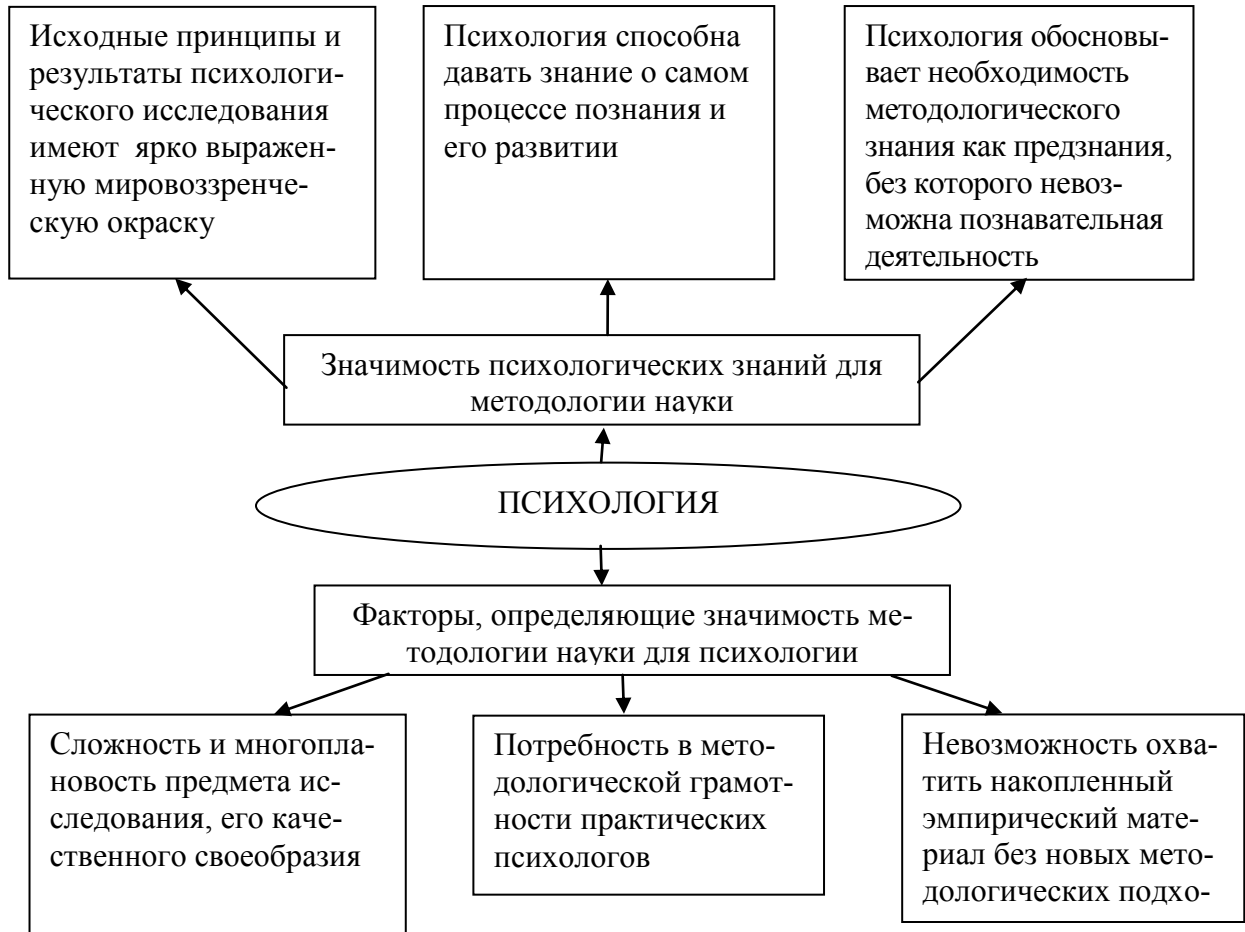 Исходные принципы и
результаты психологи-
ческого исследования
имеют ярко выражен-
ную мировоззренче-
скую окраску
Психология способна
давать знание о самом
процессе познания и
его развитии
Психология обосновы-
вает необходимость
методологического
знания как предзнания,
без которого невоз-
можна познавательная
деятельность
Значимость психологических знаний для
методологии науки
ПСИХОЛОГИЯ
Факторы, определяющие значимость ме-
тодологии науки для психологии
Сложность и многопла-
новость предмета ис-
следования, его каче-
ственного своеобразия
Потребность в мето-
дологической грамот-
ности практических
психологов
Невозможность охва-
тить накопленный
эмпирический мате-
риал без новых мето-
дологических подхо-